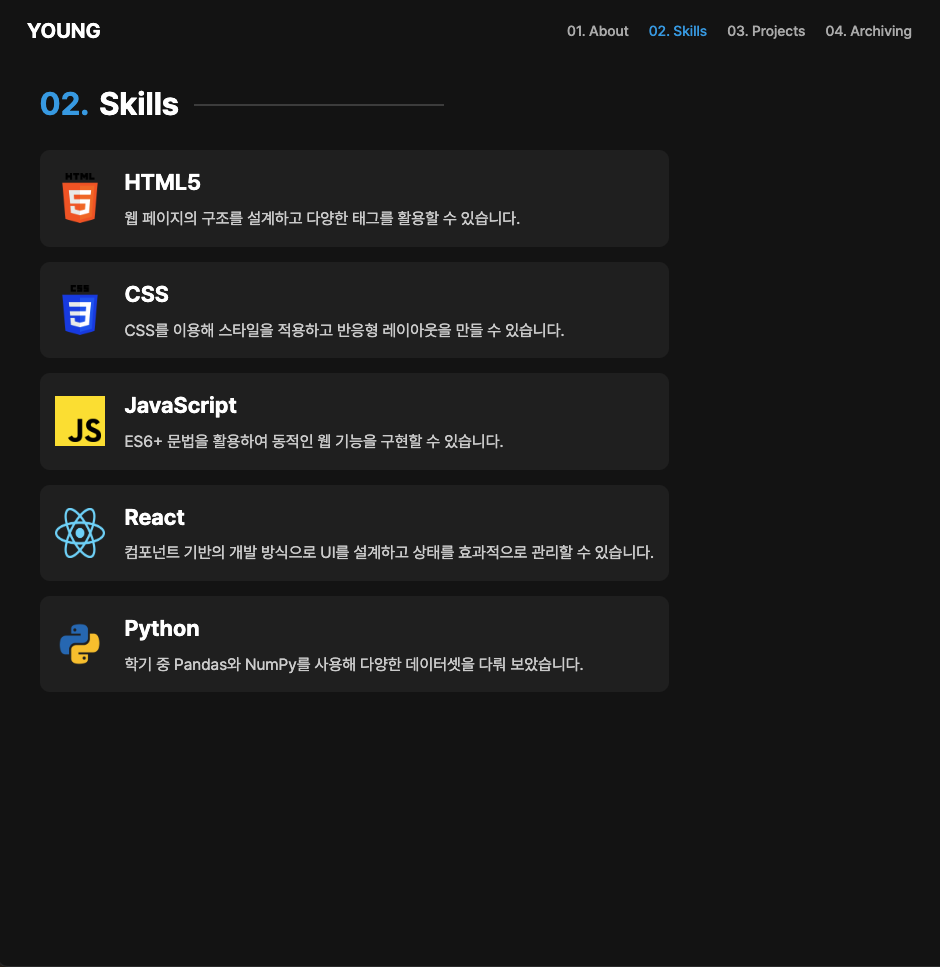 YOUNG
01. About
02. Skills
03. Projects
04. Archiving
02. Skills
HTML
5
HTML5
웹 페이지의 구조를 설계하고 다양한 태그를 활용할 수 있습니다.
CSS
3
CSS
CSS를 이용해 스타일을 적용하고 반응형 레이아웃을 만들 수 있습니다.
JS
JavaScript
ES6+ 문법을 활용하여 동적인 웹 기능을 구현할 수 있습니다.
React
컴포넌트 기반의 개발 방식으로 UI를 설계하고 상태를 효과적으로 관리할 수 있습니다.
Python
학기 중 Pandas와 NumPy를 사용해 다양한 데이터셋을 다뤄 보았습니다.